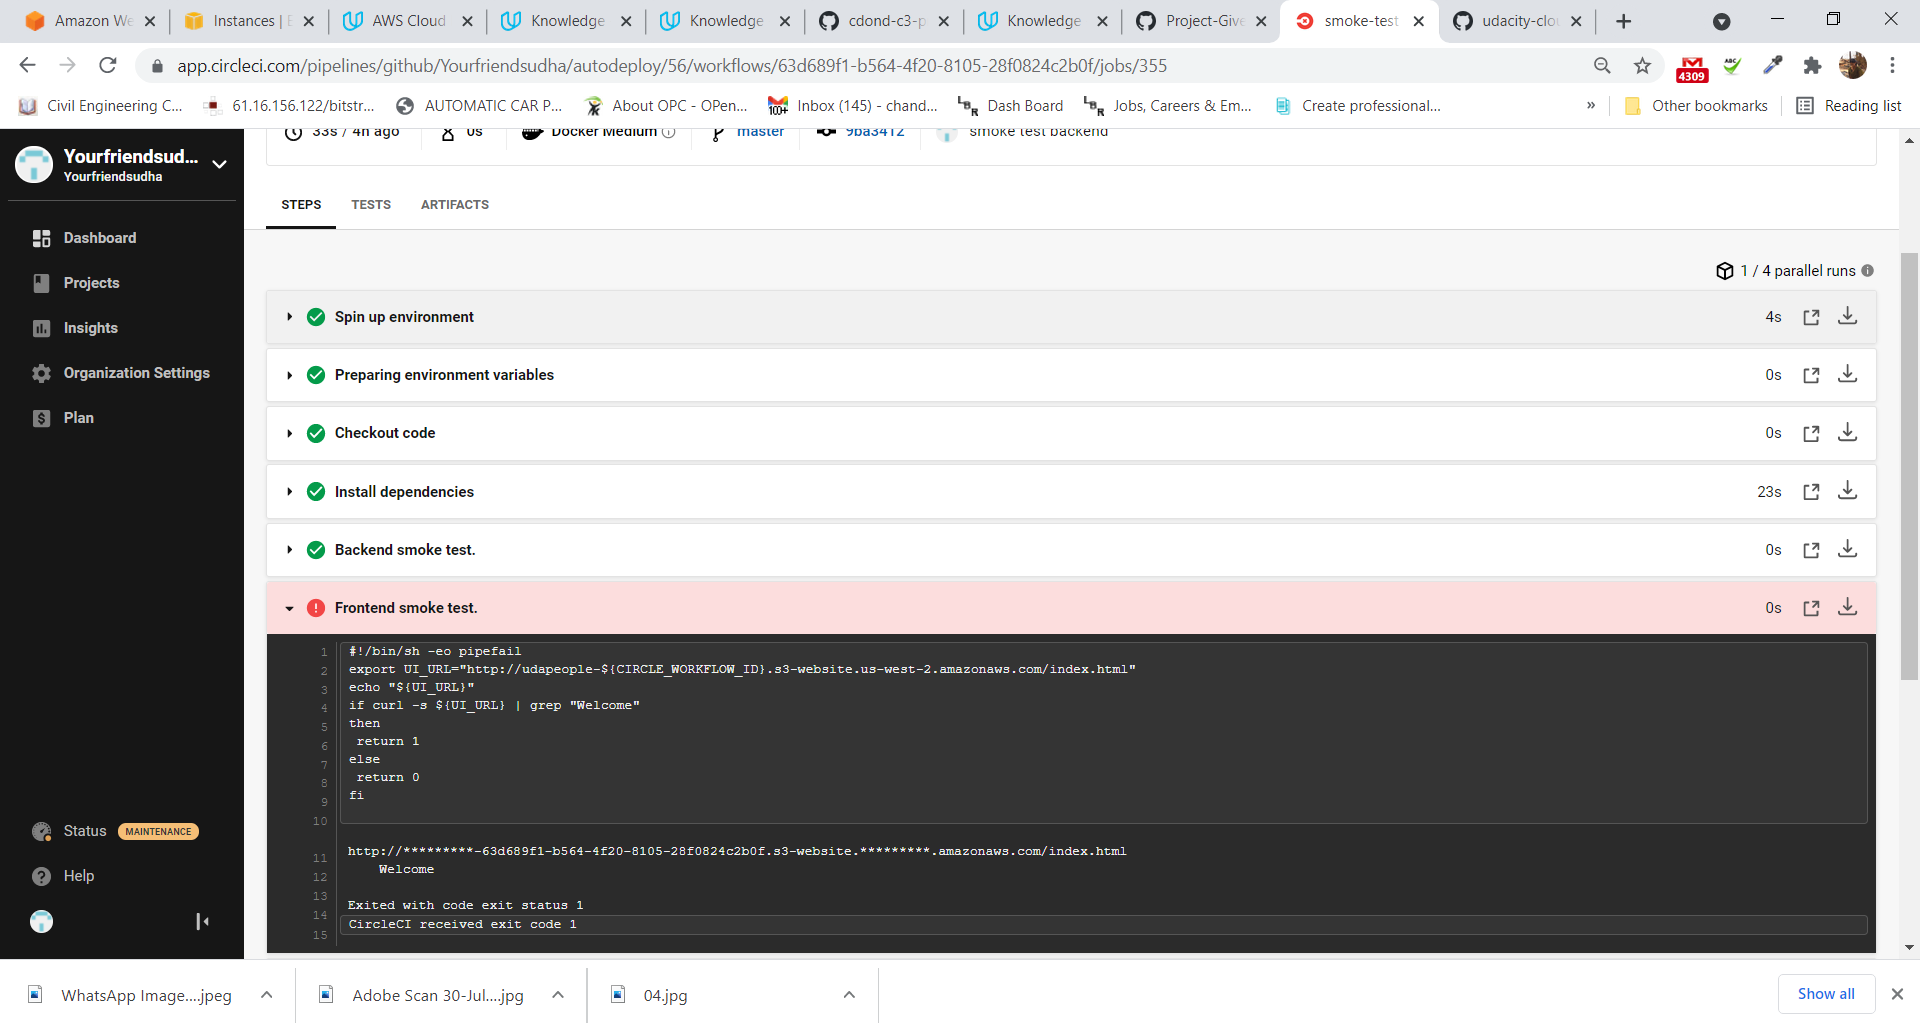 Amazon We
Instances | E
AWS Cloud
Knowledge
Knowledge
cdond-c3-p
Knowledge
Project-Give
smoke-test
udacity-clou
app.circleci.com/pipelines/github/Yourfriendsudha/autodeploy/56/workflows/63d689f1-b564-4f20-8105-28f0824c2b0f/jobs/355
4309
ABC
Civil Engineering C...
61.16.156.122/bitstr...
AUTOMATIC CAR P...
About OPC - OPen...
100+
Inbox (145) - chand...
Dash Board
Jobs, Careers & Em...
Create professional...
»
Other bookmarks
Reading list
Yourfriendsud...
Yourfriendsudha
33s / 4h ago
0s
Docker Medium
master
9ba3412
smoke test backend
STEPS
TESTS
ARTIFACTS
Dashboard
Projects
Insights
Organization Settings
Plan
1 / 4 parallel runs
Spin up environment
4s
Preparing environment variables
0s
Checkout code
0s
Install dependencies
23s
Backend smoke test.
0s
Frontend smoke test.
0s
1 #!/bin/sh -eo pipefail
2 export UI_URL="http://udapeople-${CIRCLE_WORKFLOW_ID}.s3-website.us-west-2.amazonaws.com/index.html"
3 echo "${UI_URL}"
4 if curl -s ${UI_URL} | grep "Welcome"
5 then
6 return 1
7 else
8 return 0
9 fi
10
11 http://*********-63d689f1-b564-4f20-8105-28f0824c2b0f.s3-website.*********.amazonaws.com/index.html
12 Welcome
13
14 Exited with code exit status 1
15 CircleCI received exit code 1
Status
MAINTENANCE
Help
WhatsApp Image....jpeg
Adobe Scan 30-Jul....jpg
04.jpg
Show all